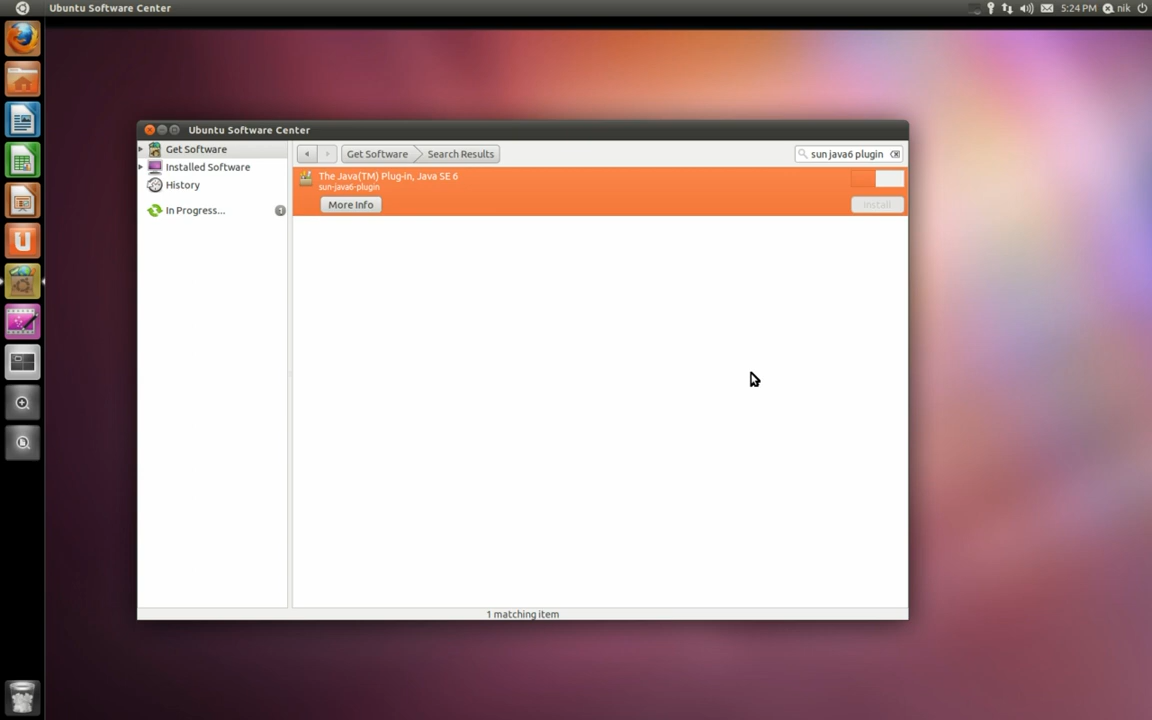 Ubuntu Software Center
5:24 PM
nik
Ubuntu Software Center
Get Software
Installed Software
History
In Progress...
1
Get Software
Search Results
sun java6 plugin
The Java(TM) Plug-in, Java SE 6
sun-java6-plugin
More Info
Install
1 matching item